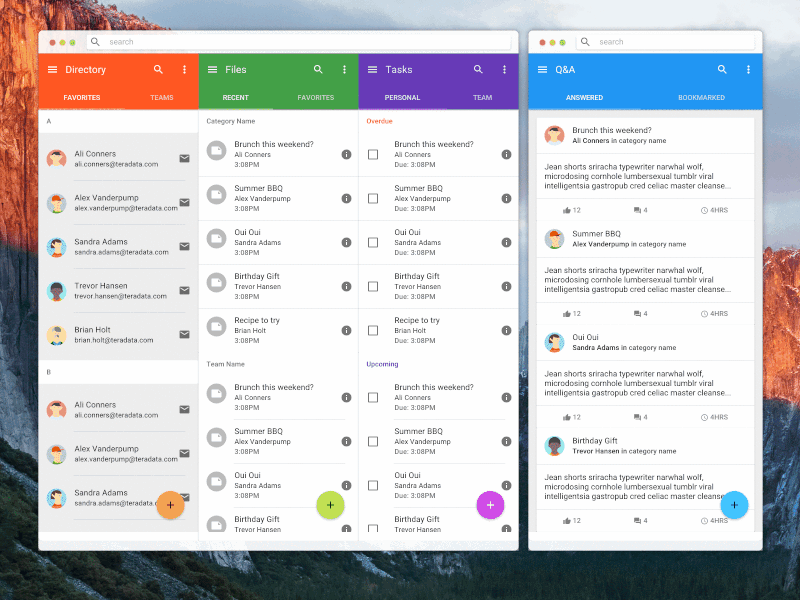 search
Directory
FAVORITES TEAMS
A
Ali Conners
ali.conners@teradata.com
Alex Vanderpump
alex.vanderpump@teradata.com
Sandra Adams
sandra.adams@teradata.com
Trevor Hansen
trevor.hansen@teradata.com
Brian Holt
brian.holt@teradata.com
B
Ali Conners
ali.conners@teradata.com
Alex Vanderpump
alex.vanderpump@teradata.com
Sandra Adams
Files
RECENT FAVORITES
Category Name
Brunch this weekend?
Ali Conners
3:08PM
Summer BBQ
Alex Vanderpump
3:08PM
Oui Oui
Sandra Adams
3:08PM
Birthday Gift
Trevor Hansen
3:08PM
Recipe to try
Brian Holt
3:08PM
Team Name
Brunch this weekend?
Ali Conners
3:08PM
Summer BBQ
Alex Vanderpump
3:08PM
Oui Oui
Sandra Adams
3:08PM
Birthday Gift
Trevor Hansen
Tasks
PERSONAL TEAM
Overdue
Brunch this weekend?
Ali Conners
Due: 3:08PM
Summer BBQ
Alex Vanderpump
Due: 3:08PM
Oui Oui
Sandra Adams
Due: 3:08PM
Birthday Gift
Trevor Hansen
Due: 3:08PM
Recipe to try
Brian Holt
Due: 3:08PM
Upcoming
Brunch this weekend?
Ali Conners
Due: 3:08PM
Summer BBQ
Alex Vanderpump
Due: 3:08PM
Oui Oui
Sandra Adams
Due: 3:08PM
Birthday Gift
Trevor Hansen
search
Q&A
ANSWERED BOOKMARKED
Brunch this weekend?
Ali Conners in category name
Jean shorts sriracha typewriter narwhal wolf,
microdosing cornhole lumbersexual tumblr viral
intelligentsia gastropub cred celiac master cleanse...
12 4 4HRS
Summer BBQ
Alex Vanderpump in category name
Jean shorts sriracha typewriter narwhal wolf,
microdosing cornhole lumbersexual tumblr viral
intelligentsia gastropub cred celiac master cleanse...
12 4 4HRS
Oui Oui
Sandra Adams in category name
Jean shorts sriracha typewriter narwhal wolf,
microdosing cornhole lumbersexual tumblr viral
intelligentsia gastropub cred celiac master cleanse...
12 4 4HRS
Birthday Gift
Trevor Hansen in category name
Jean shorts sriracha typewriter narwhal wolf,
microdosing cornhole lumbersexual tumblr viral
intelligentsia gastropub cred celiac master cleanse...
12 4 4HRS